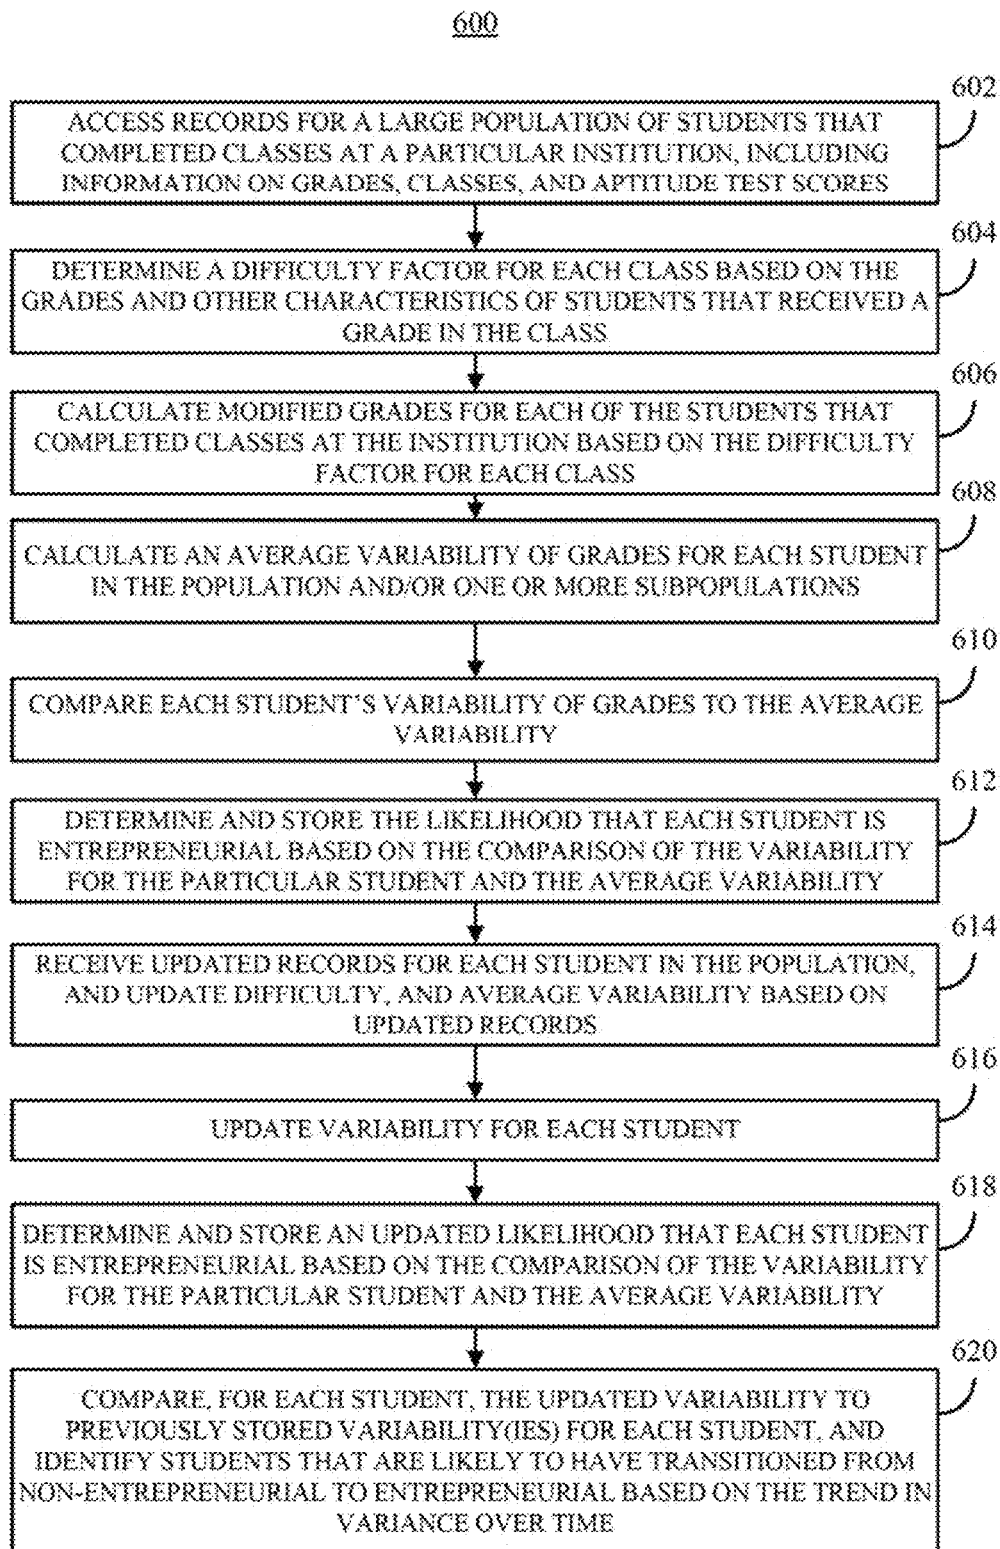 600
602
ACCESS RECORDS FOR A LARGE POPULATION OF STUDENTS THAT
COMPLETED CLASSES AT A PARTICULAR INSTITUTION, INCLUDING
INFORMATION ON GRADES, CLASSES, AND APTITUDE TEST SCORES
604
DETERMINE A DIFFICULTY FACTOR FOR EACH CLASS BASED ON THE
GRADES AND OTHER CHARACTERISTICS OF STUDENTS THAT RECEIVED A
GRADE IN THE CLASS
606
CALCULATE MODIFIED GRADES FOR EACH OF THE STUDENTS THAT
COMPLETED CLASSES AT THE INSTITUTION BASED ON THE DIFFICULTY
FACTOR FOR EACH CLASS
608
CALCULATE AN AVERAGE VARIABILITY OF GRADES FOR EACH STUDENT
IN THE POPULATION AND/OR ONE OR MORE SUBPOPULATIONS
610
COMPARE EACH STUDENT'S VARIABILITY OF GRADES TO THE AVERAGE
VARIABILITY
612
DETERMINE AND STORE THE LIKELIHOOD THAT EACH STUDENT IS
ENTREPRENEURIAL BASED ON THE COMPARISON OF THE VARIABILITY
FOR THE PARTICULAR STUDENT AND THE AVERAGE VARIABILITY
614
RECEIVE UPDATED RECORDS FOR EACH STUDENT IN THE POPULATION,
AND UPDATE DIFFICULTY, AND AVERAGE VARIABILITY BASED ON
UPDATED RECORDS
616
UPDATE VARIABILITY FOR EACH STUDENT
618
DETERMINE AND STORE AN UPDATED LIKELIHOOD THAT EACH STUDENT
IS ENTREPRENEURIAL BASED ON THE COMPARISON OF THE VARIABILITY
FOR THE PARTICULAR STUDENT AND THE AVERAGE VARIABILITY
620
COMPARE, FOR EACH STUDENT, THE UPDATED VARIABILITY TO
PREVIOUSLY STORED VARIABILITY(IES) FOR EACH STUDENT, AND
IDENTIFY STUDENTS THAT ARE LIKELY TO HAVE TRANSITIONED FROM
NON-ENTREPRENEURIAL TO ENTREPRENEURIAL BASED ON THE TREND IN
VARIANCE OVER TIME